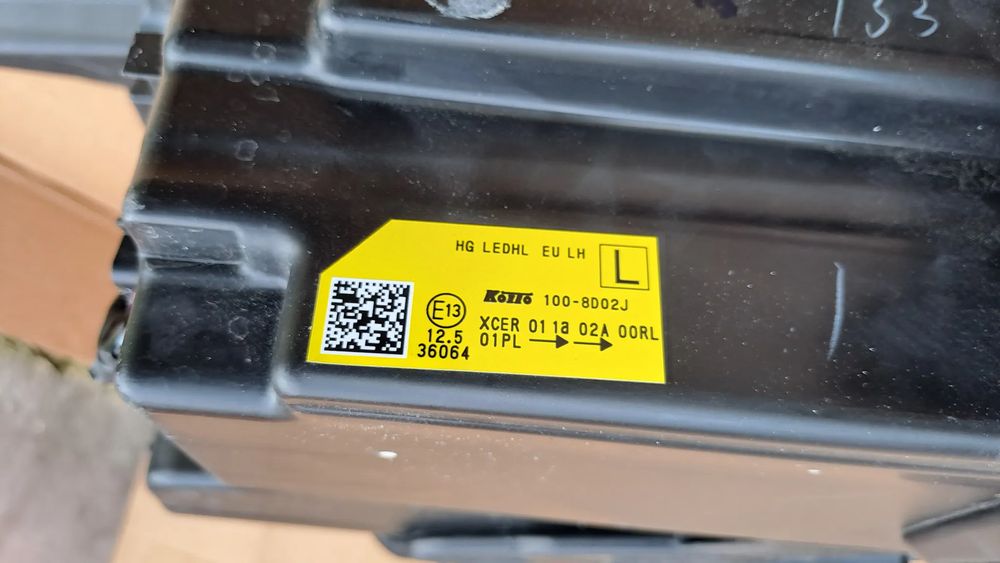 133
HG LEDHL EU LH
L
KOITO 100-8D02J
E13
12.5
36064
XCER 01 1a 02A 00RL
01PL